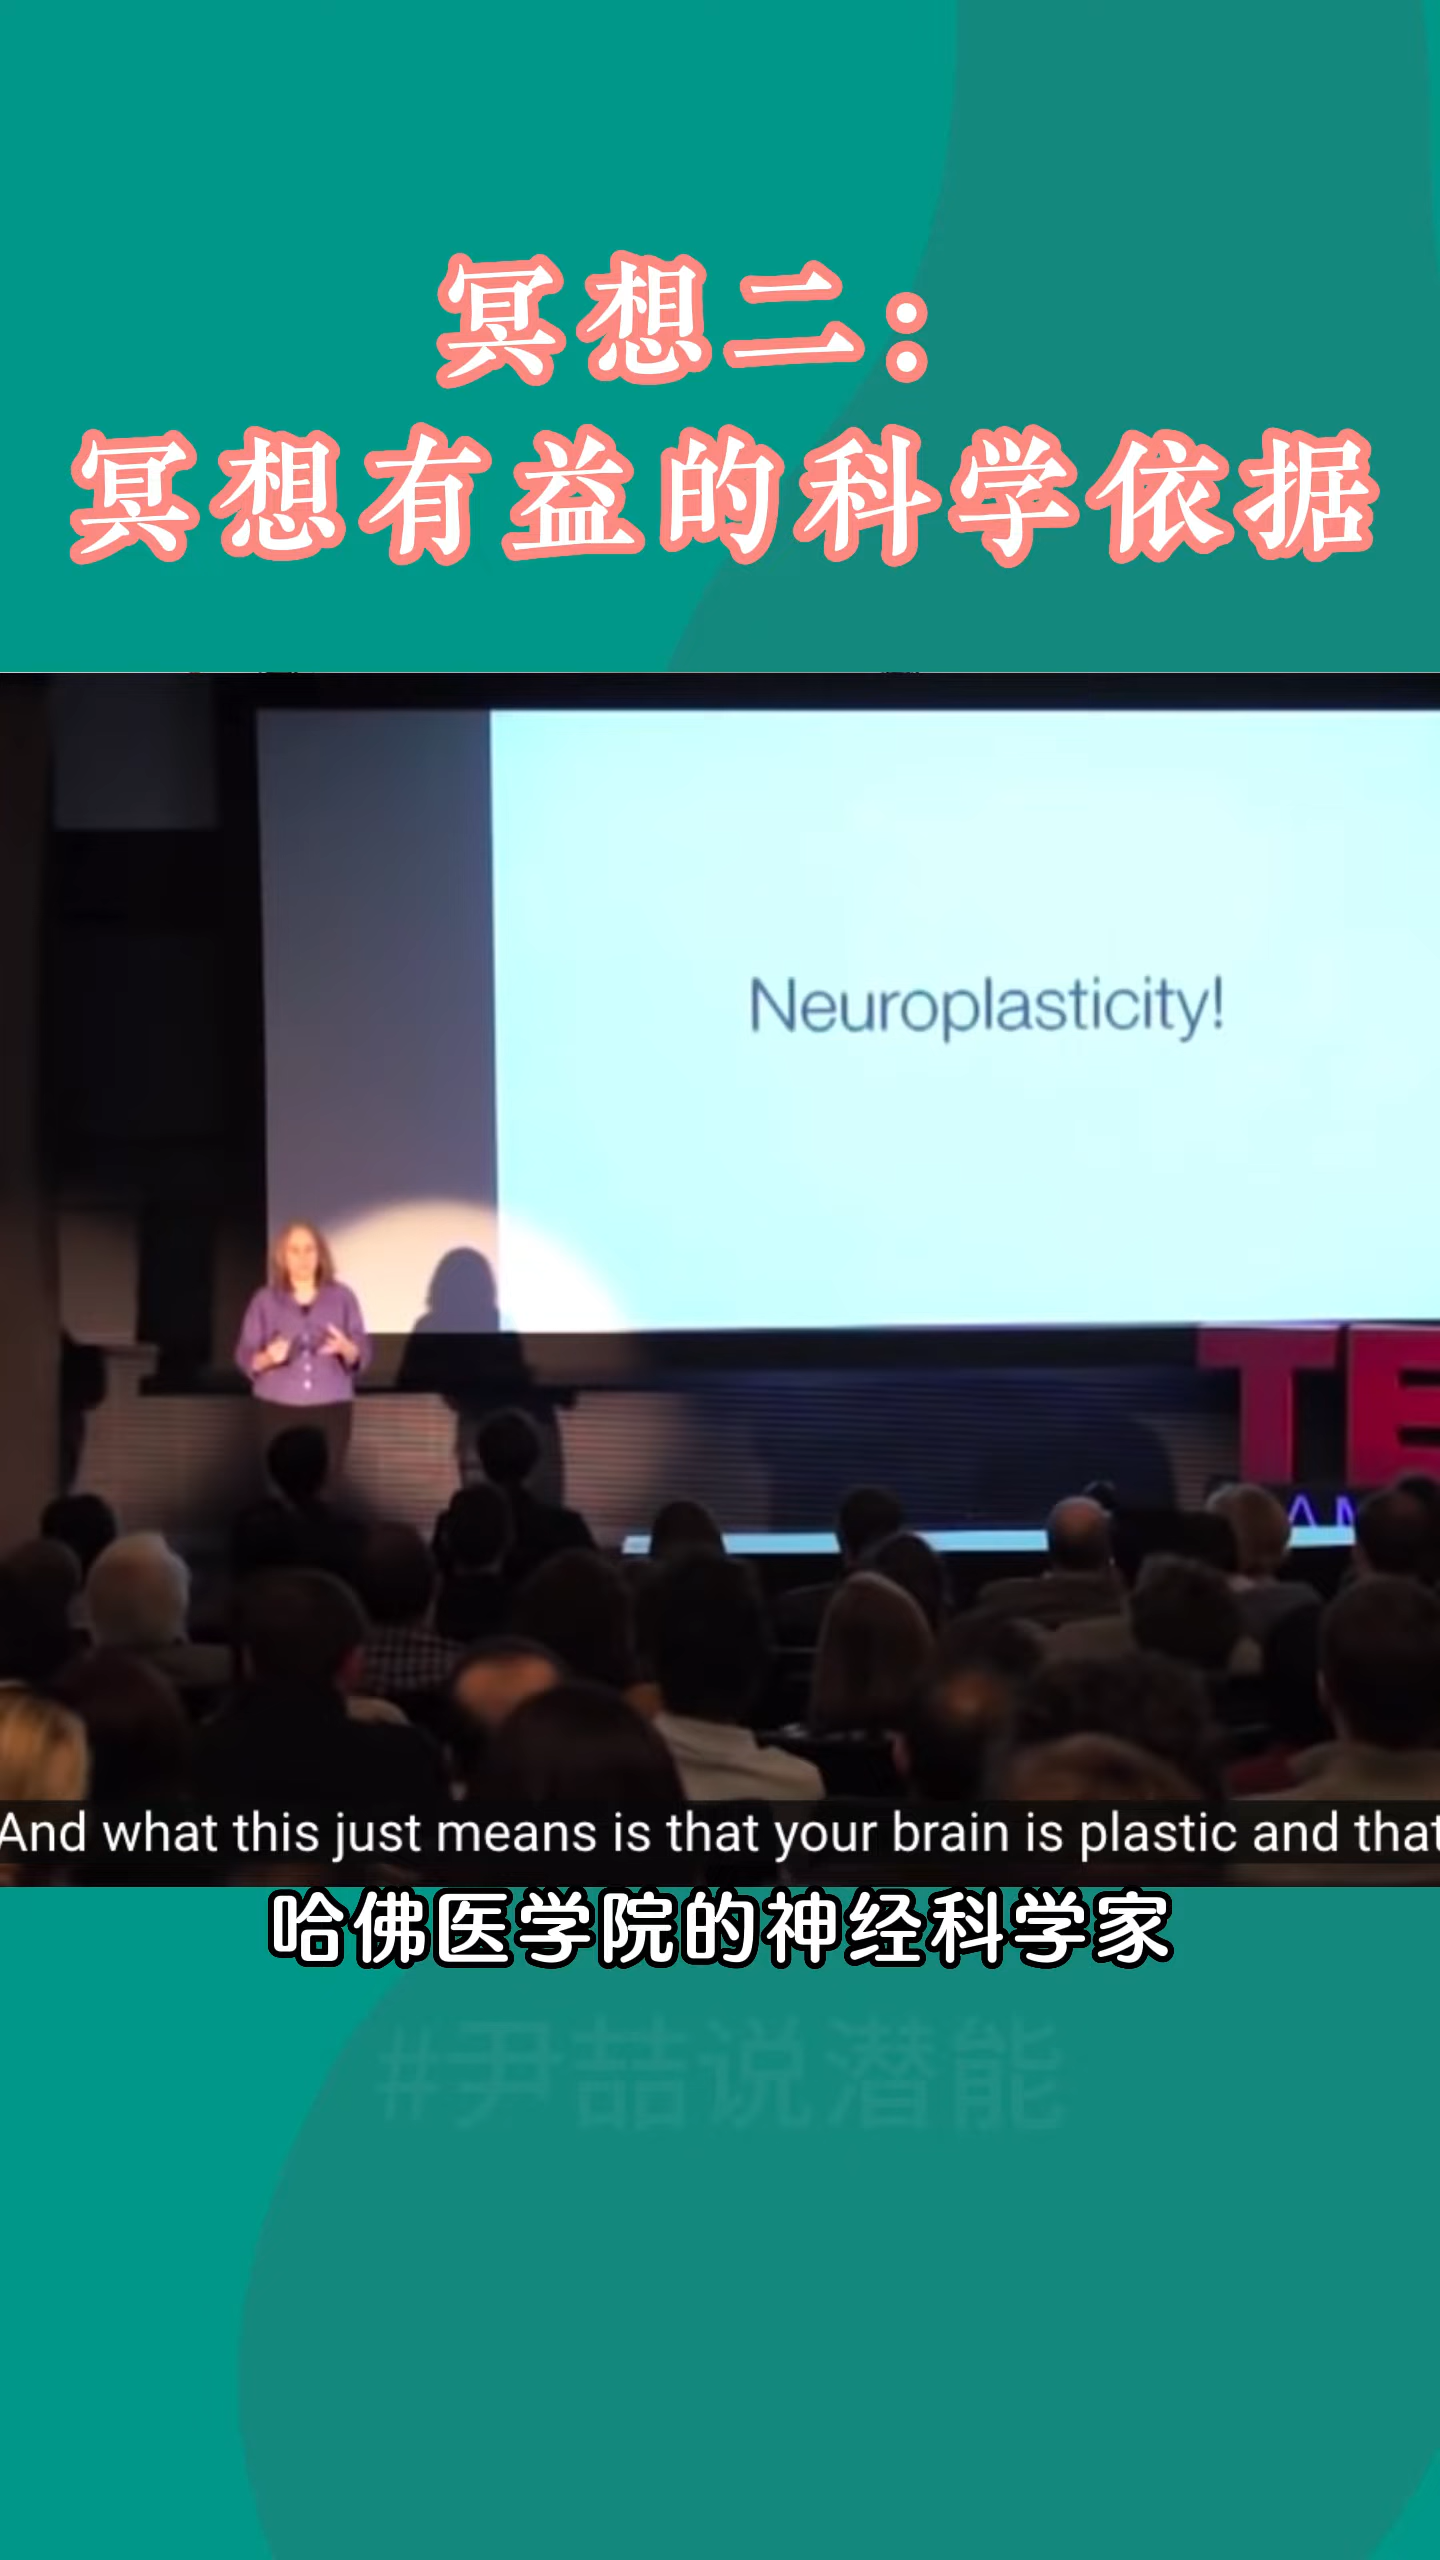 冥想二：
冥想有益的科学依据
Neuroplasticity!
TE
AM
And what this just means is that your brain is plastic and that
哈佛医学院的神经科学家
#尹喆说潜能